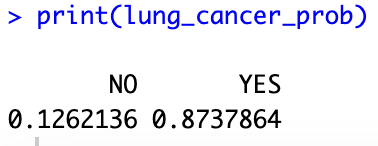 > print(lung_cancer_prob)
NO YES
0.1262136 0.8737864